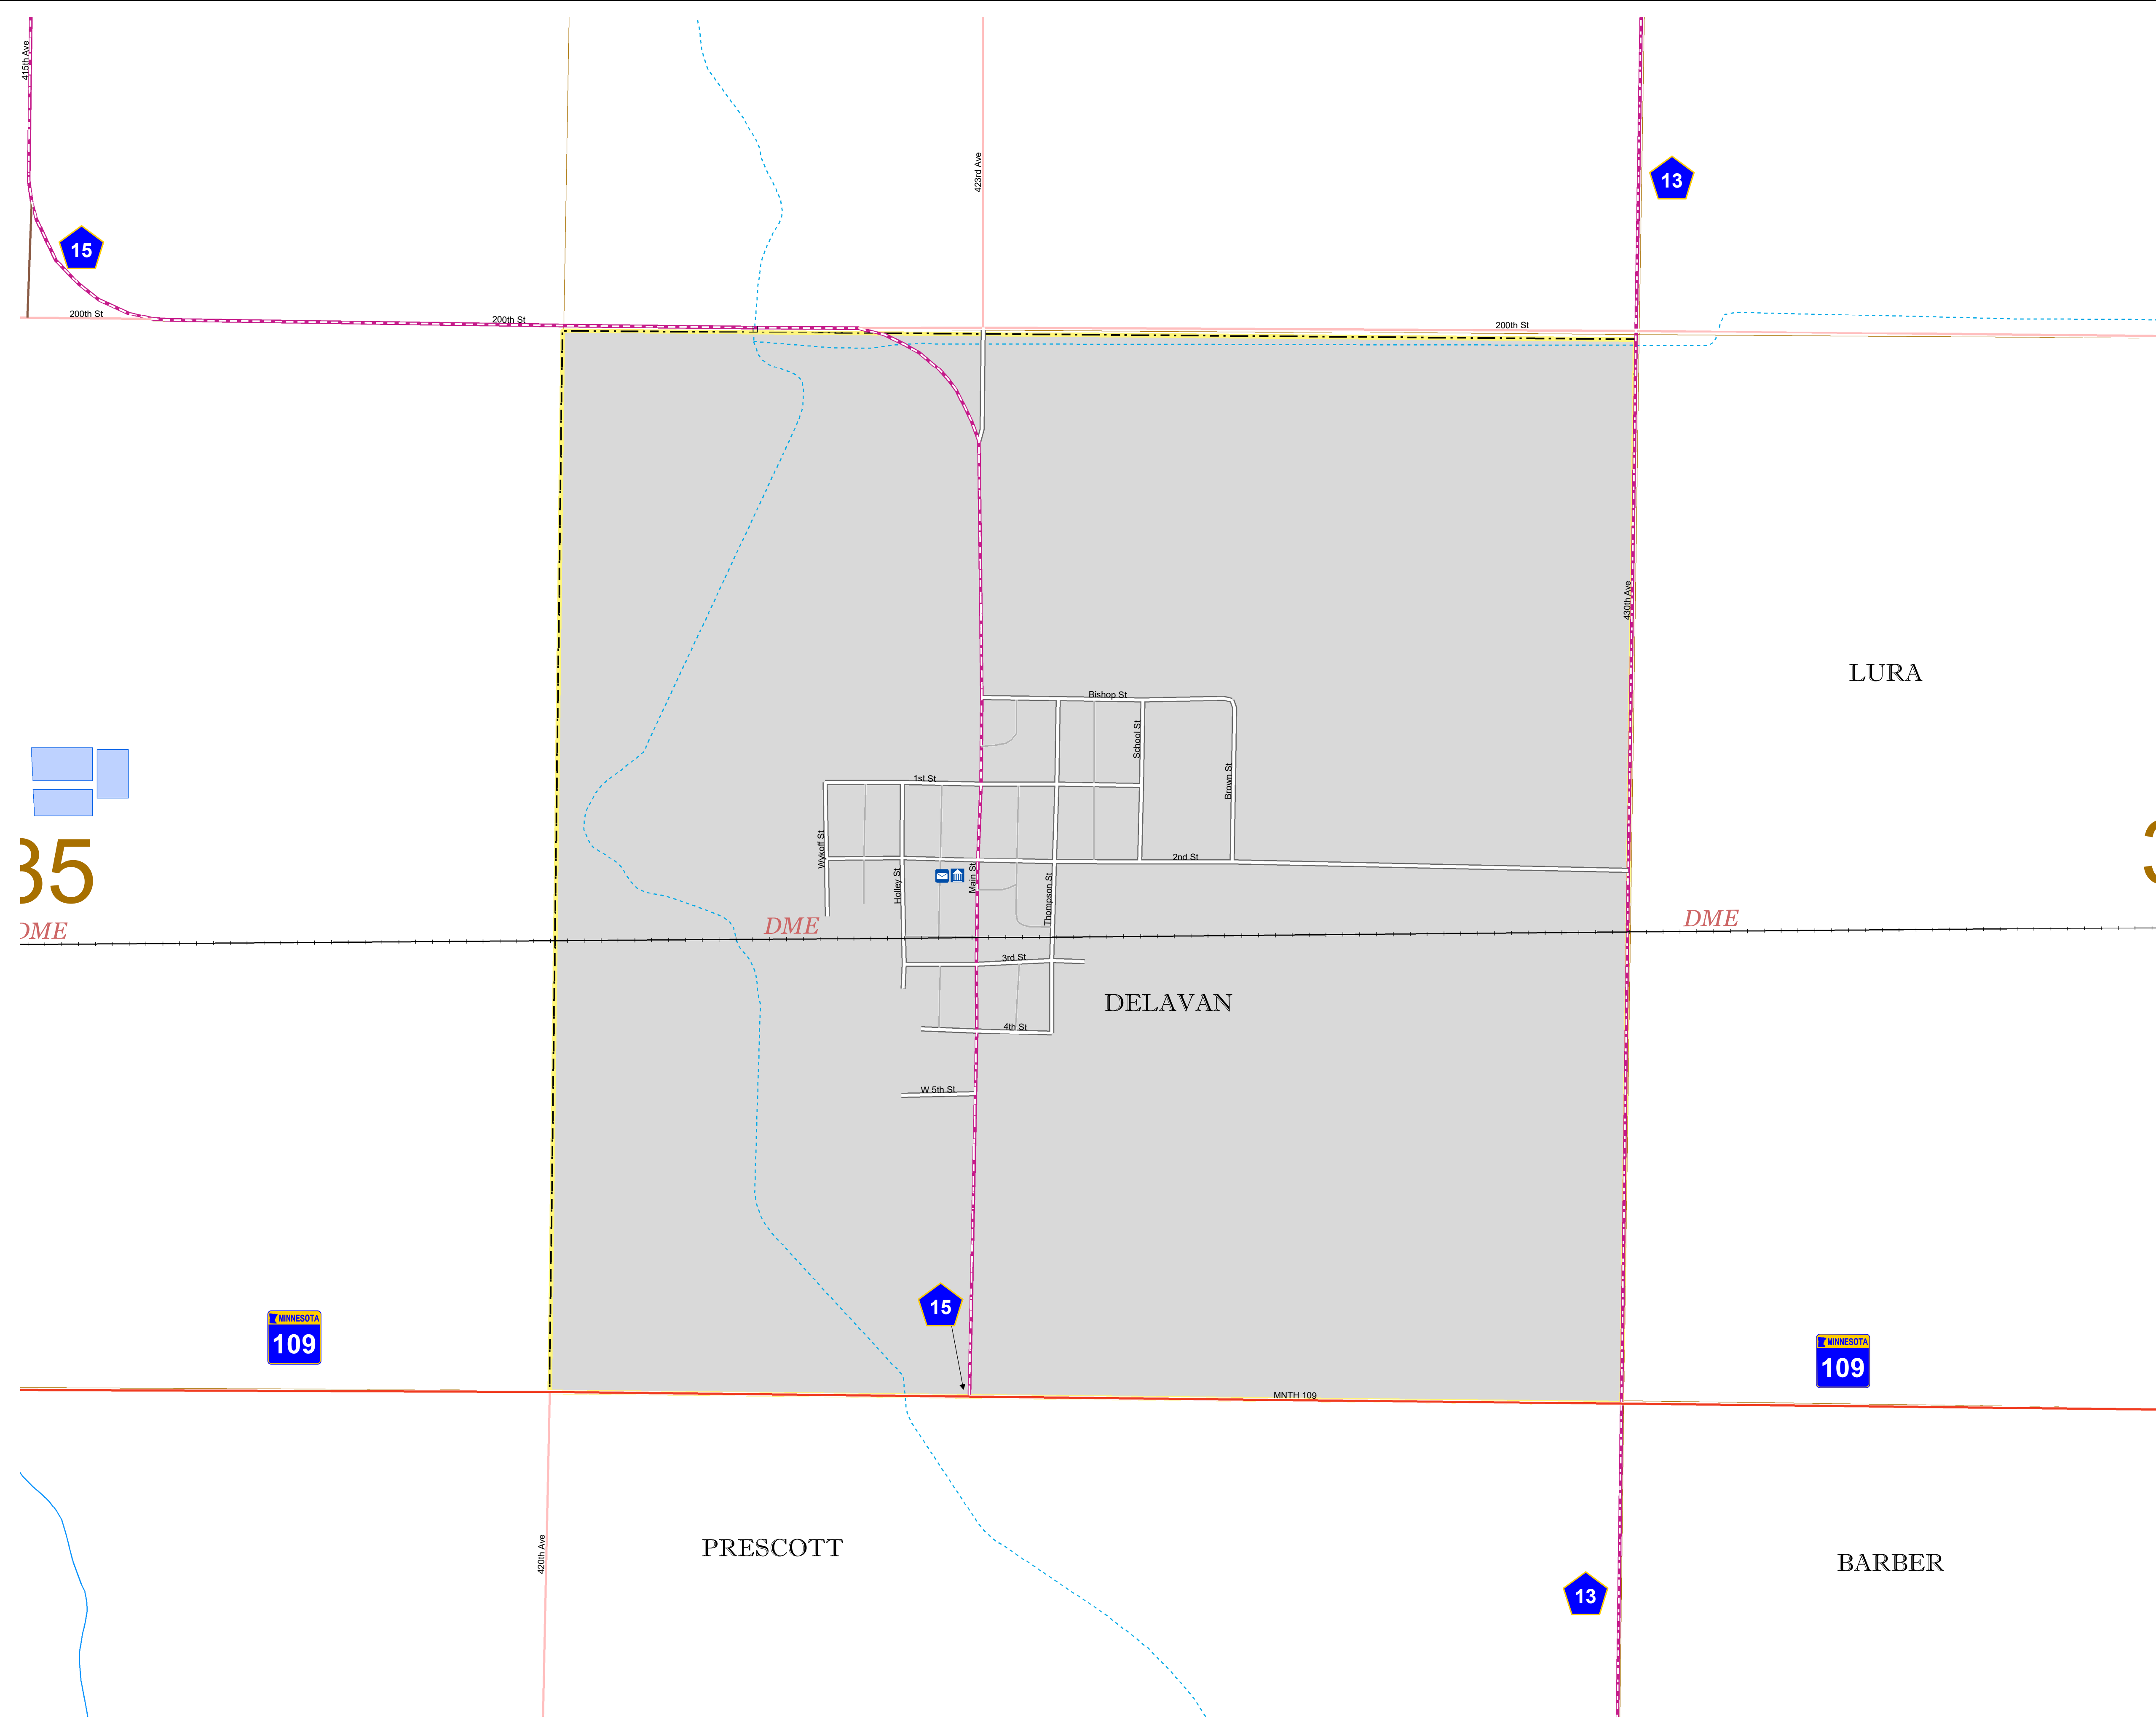 415th Ave
423rd Ave
13
15
200th St
200th St
200th St
430th Ave
LURA
Bishop St
School St
Brown St
1st St
Wykoff St
2nd St
Holley St
Main St
Thompson St
35
DME
DME
DME
3rd St
DELAVAN
4th St
W 5th St
15
MINNESOTA
109
MINNESOTA
109
MNTH 109
420th Ave
PRESCOTT
BARBER
13